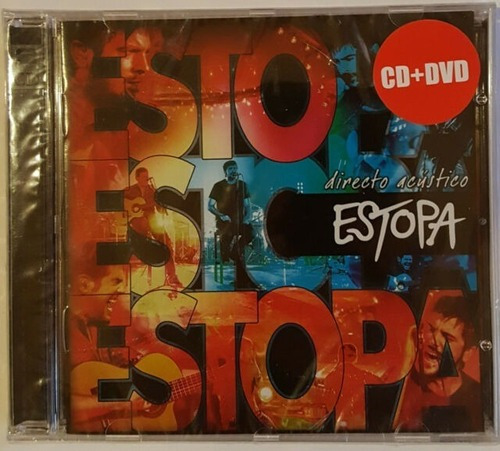 CD+DVD
ESTO
ES
directo acústico
ESTOPA
ESTOPA